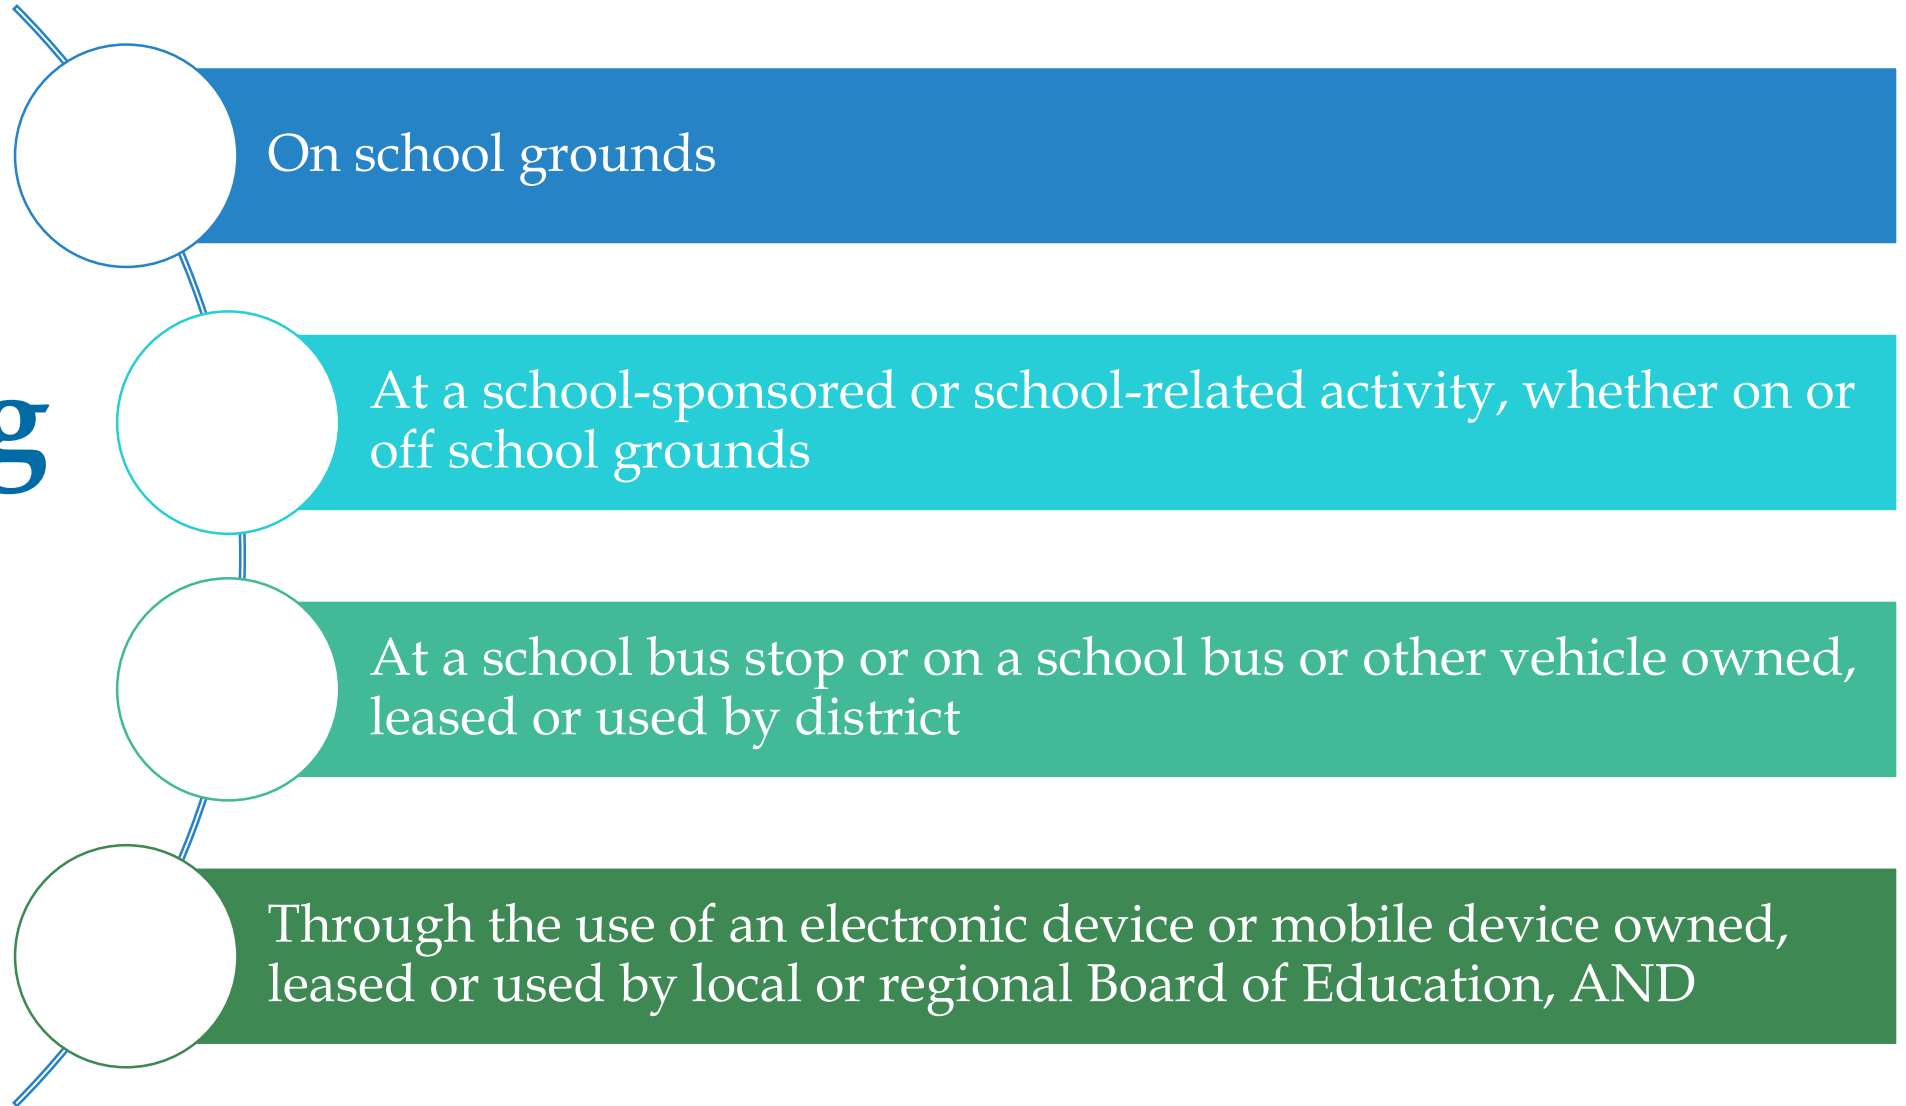 On school grounds
g
At a school-sponsored or school-related activity, whether on or
off school grounds
At a school bus stop or on a school bus or other vehicle owned,
leased or used by district
Through the use of an electronic device or mobile device owned,
leased or used by local or regional Board of Education, AND